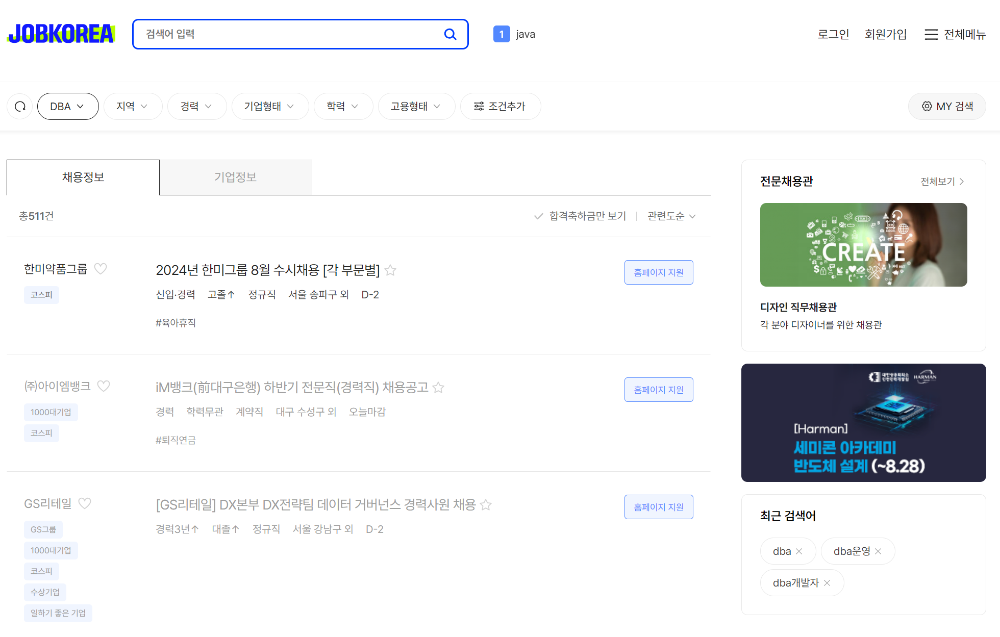 JOBKOREA
검색어 입력
1 java
로그인
회원가입
전체메뉴
DBA
지역
경력
기업형태
학력
고용형태
조건추가
MY 검색
채용정보
기업정보
총511건
합격축하금만 보기
관련도순
한미약품그룹
코스피
2024년 한미그룹 8월 수시채용 [각 부문별]
신입·경력 고졸↑ 정규직 서울 송파구 외 D-2
#육아휴직
홈페이지 지원
㈜아이엠뱅크
1000대기업
코스피
iM뱅크(前대구은행) 하반기 전문직(경력직) 채용공고
경력 학력무관 계약직 대구 수성구 외 오늘마감
#퇴직연금
홈페이지 지원
GS리테일
GS그룹
1000대기업
코스피
수상기업
일하기 좋은 기업
[GS리테일] DX본부 DX전략팀 데이터 거버넌스 경력사원 채용
경력3년↑ 대졸↑ 정규직 서울 강남구 외 D-2
홈페이지 지원
전문채용관
전체보기
CREATE
디자인 직무채용관
각 분야 디자이너를 위한 채용관
대한상공회의소
인천인력개발원
HARMAN
[Harman]
세미콘 아카데미
반도체 설계 (~8.28)
최근 검색어
dba
dba운영
dba개발자